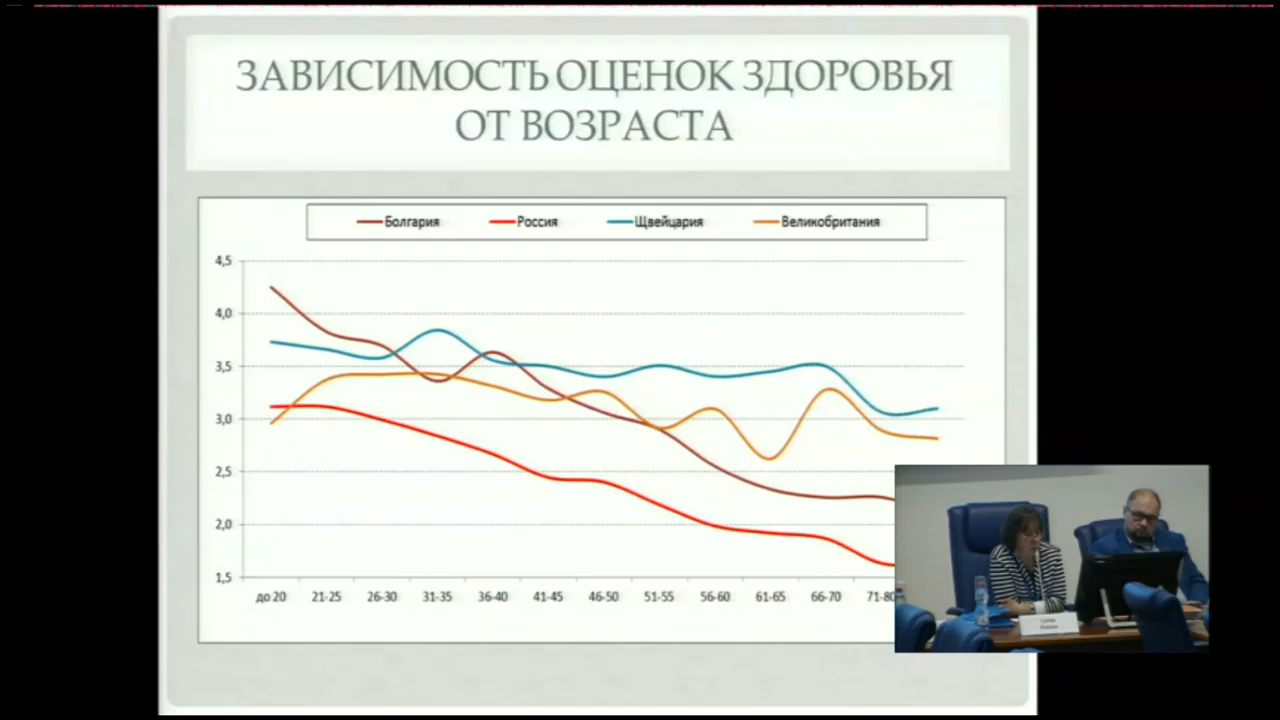 ЗАВИСИМОСТЬ ОЦЕНОК ЗДОРОВЬЯ
ОТ ВОЗРАСТА
Болгария Россия Щвейцария Великобритания
4,5
4,0
3,5
3,0
2,5
2,0
1,5
до 20 21-25 26-30 31-35 36-40 41-45 46-50 51-55 56-60 61-65 66-70 71-80